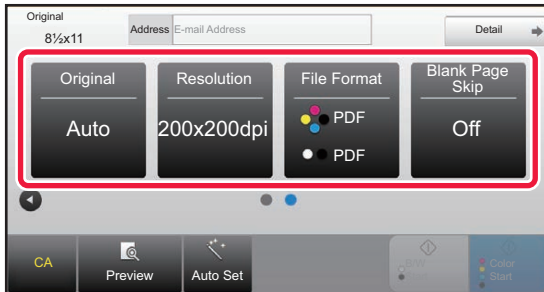 Original
8½x11
Address
E-mail Address
Detail
Original
Auto
Resolution
200x200dpi
File Format
PDF
PDF
Blank Page
Skip
Off
CA
Preview
Auto Set
B/W
Start
Color
Start